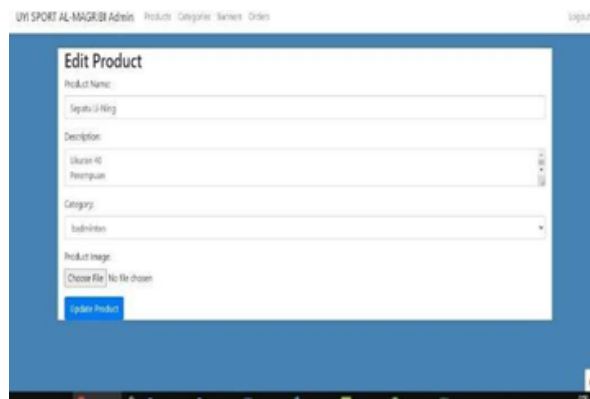 UYI SPORT AL-MAGRIBI Admin Products Categories Banners Orders Logout
Edit Product
Product Name:
Sepatu Li-Ning
Description:
Ukuran 40
Perempuan
Category:
badminton
Product Image:
Choose File No file chosen
Update Product